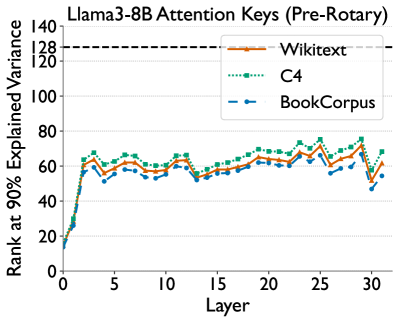 Llama3-8B Attention Keys (Pre-Rotary)
Rank at 90% Explained Variance
140
128
120
100
80
60
40
20
0
Wikitext
C4
BookCorpus
0 5 10 15 20 25 30
Layer